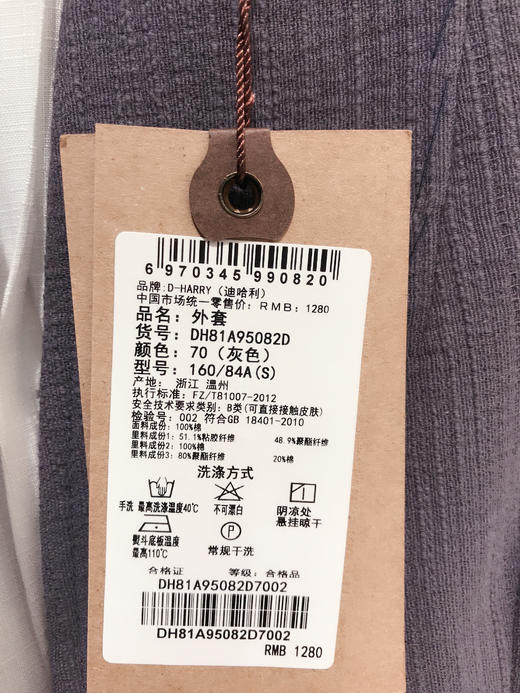 6 970345 990820
品牌:D-HARRY (迪哈利)
中国市场统一零售价: RMB: 1280
品名: 外套
货号: DH81A95082D
颜色: 70 (灰色)
型号: 160/84A(S)
产地: 浙江 温州
执行标准: FZ/T81007-2012
安全技术要求类别: B类(可直接接触皮肤)
检验号: 002 符合GB 18401-2010
面料成份: 100%棉
里料成份1: 51.1%粘胶纤维 48.9%聚酯纤维
里料成份2: 100%棉
里料成份3: 80%聚酯纤维 20%棉
洗涤方式
手洗 最高洗涤温度40℃ 不可漂白 阴凉处悬挂晾干
P
熨斗底板温度最高110℃ 常规干洗
合格证 等级: 合格品
DH81A95082D7002
DH81A95082D7002
RMB 1280